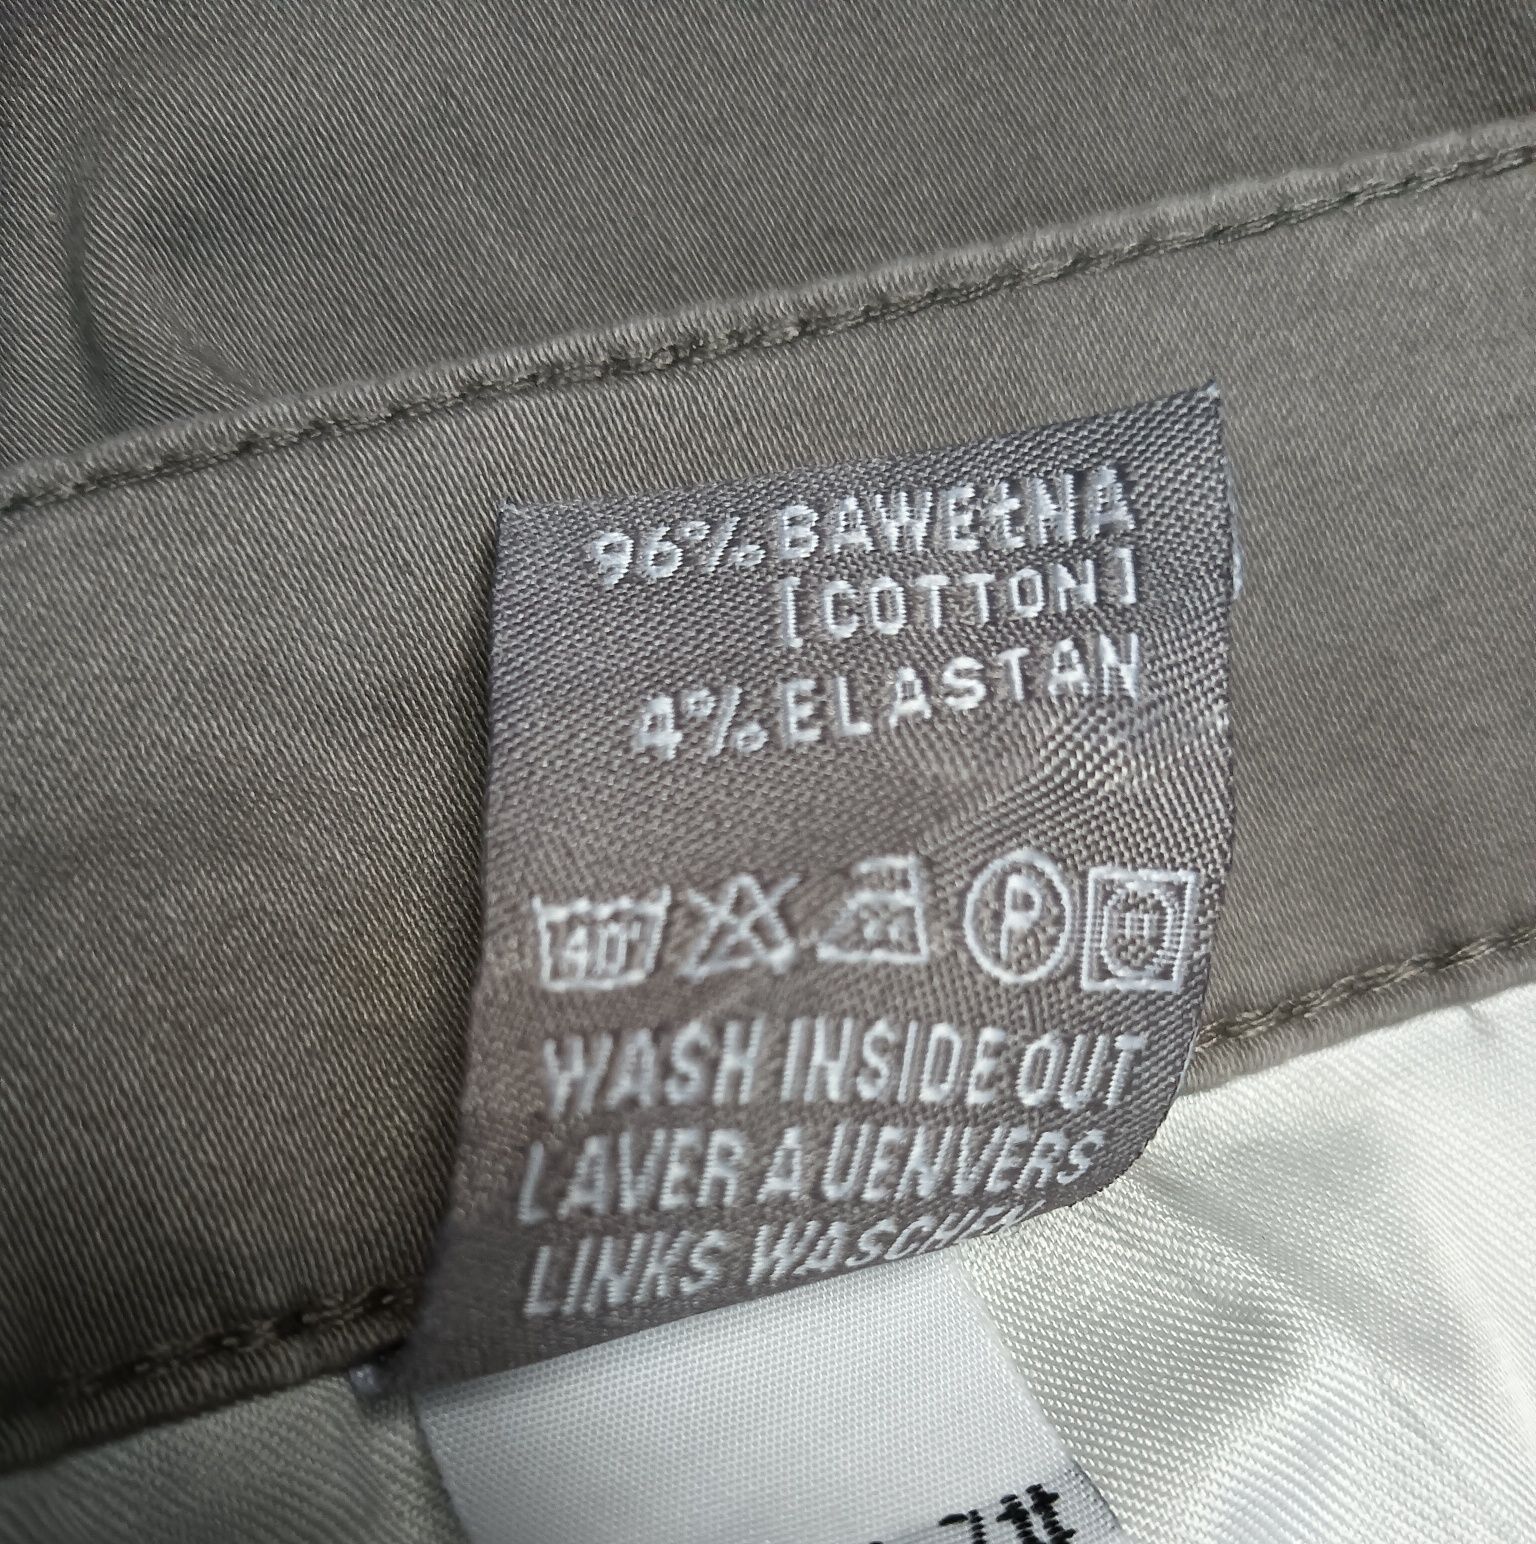 96% BAWEŁNA
[COTTON]
4% ELASTAN
40°
P
WASH INSIDE OUT
LAVER A UENVERS
LINKS WASCHEN